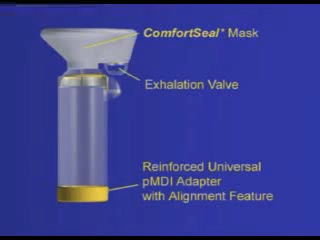 ComfortSeal* Mask
Exhalation Valve
Reinforced Universal
pMDI Adapter
with Alignment Feature